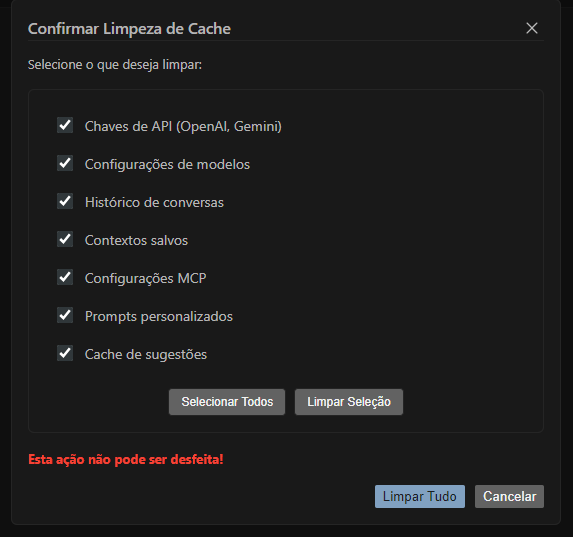 Confirmar Limpeza de Cache
Selecione o que deseja limpar:
Chaves de API (OpenAI, Gemini)
Configurações de modelos
Histórico de conversas
Contextos salvos
Configurações MCP
Prompts personalizados
Cache de sugestões
Selecionar Todos Limpar Seleção
Esta ação não pode ser desfeita!
Limpar Tudo Cancelar